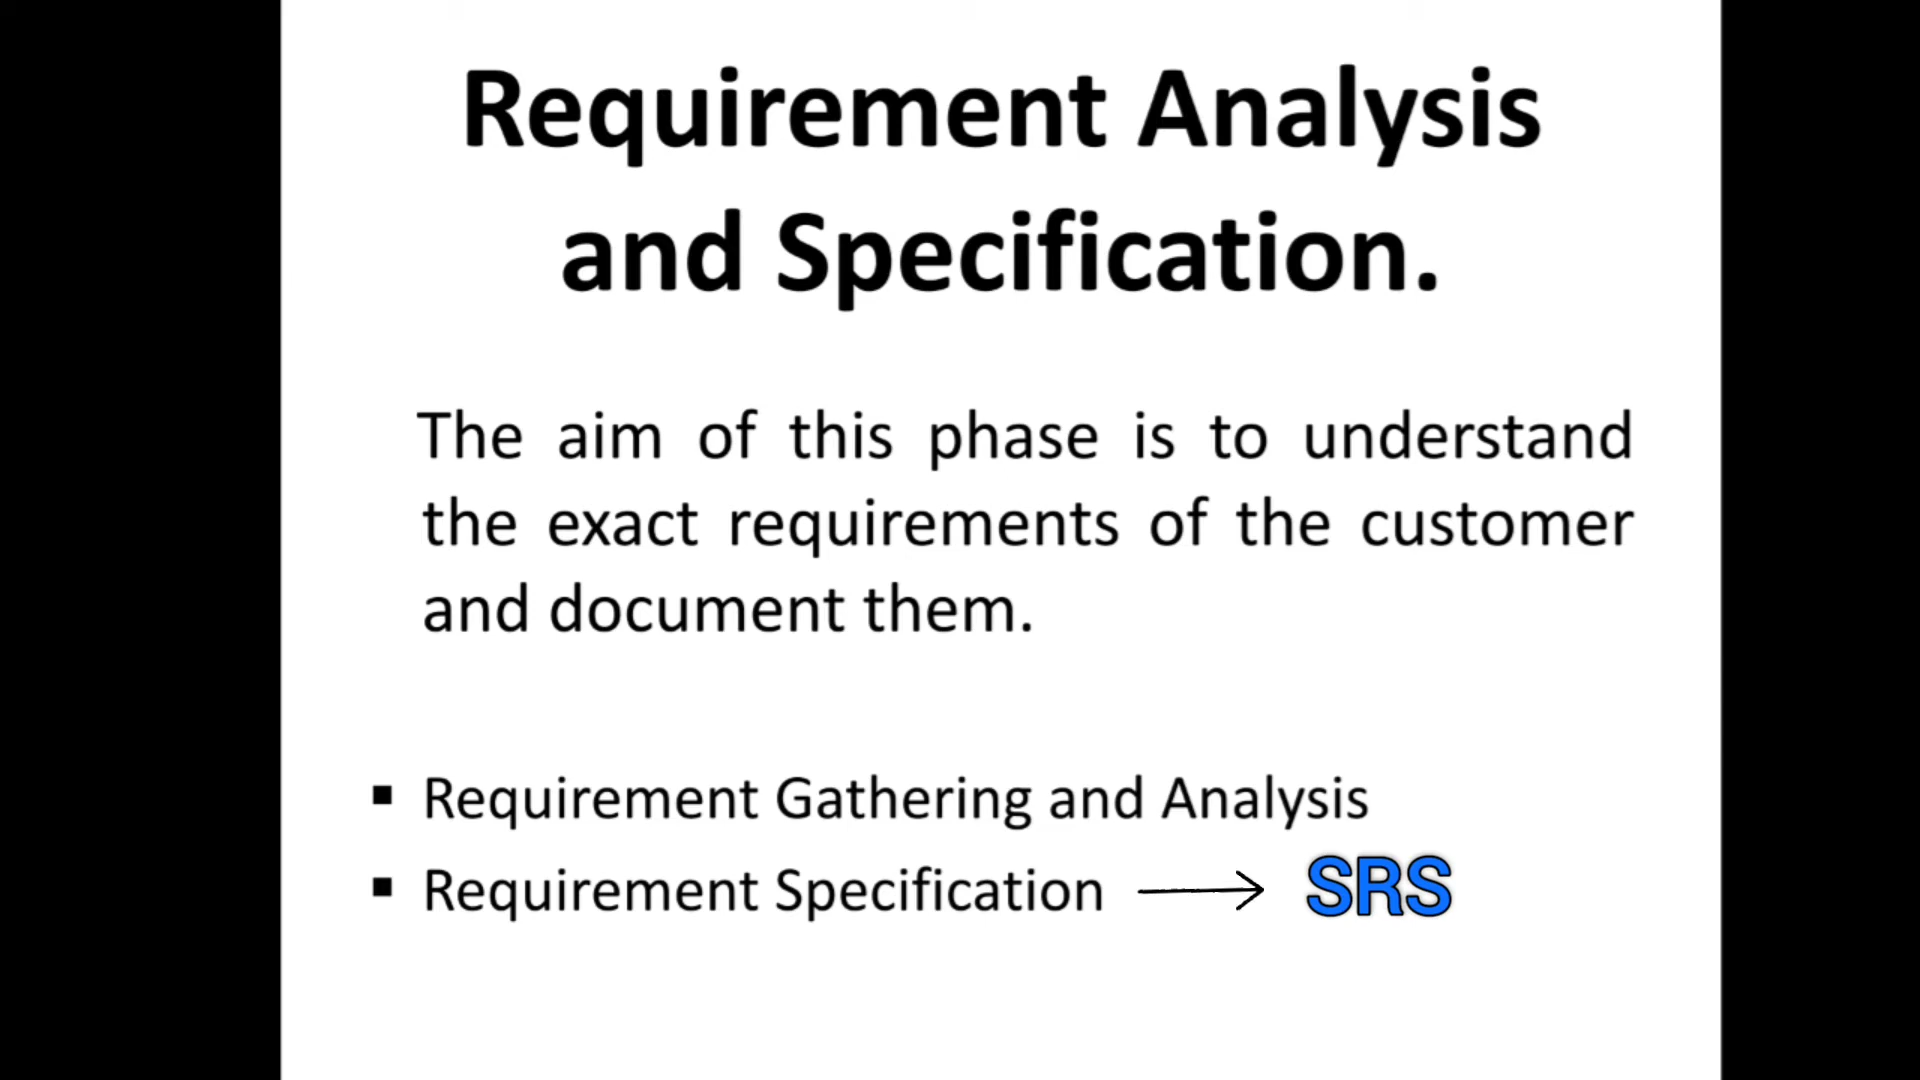 Requirement Analysis
and Specification.
The aim of this phase is to understand
the exact requirements of the customer
and document them.
▪ Requirement Gathering and Analysis
▪ Requirement Specification → SRS